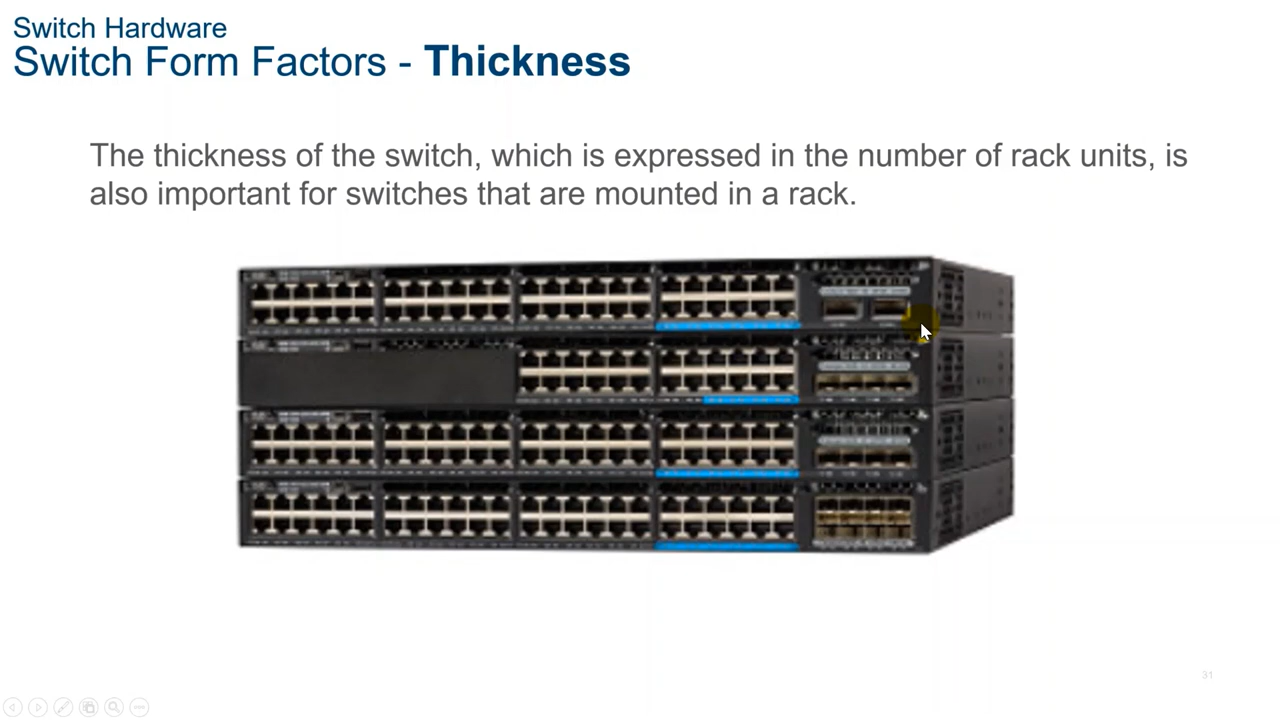 Switch Hardware
Switch Form Factors - Thickness
The thickness of the switch, which is expressed in the number of rack units, is
also important for switches that are mounted in a rack.
31